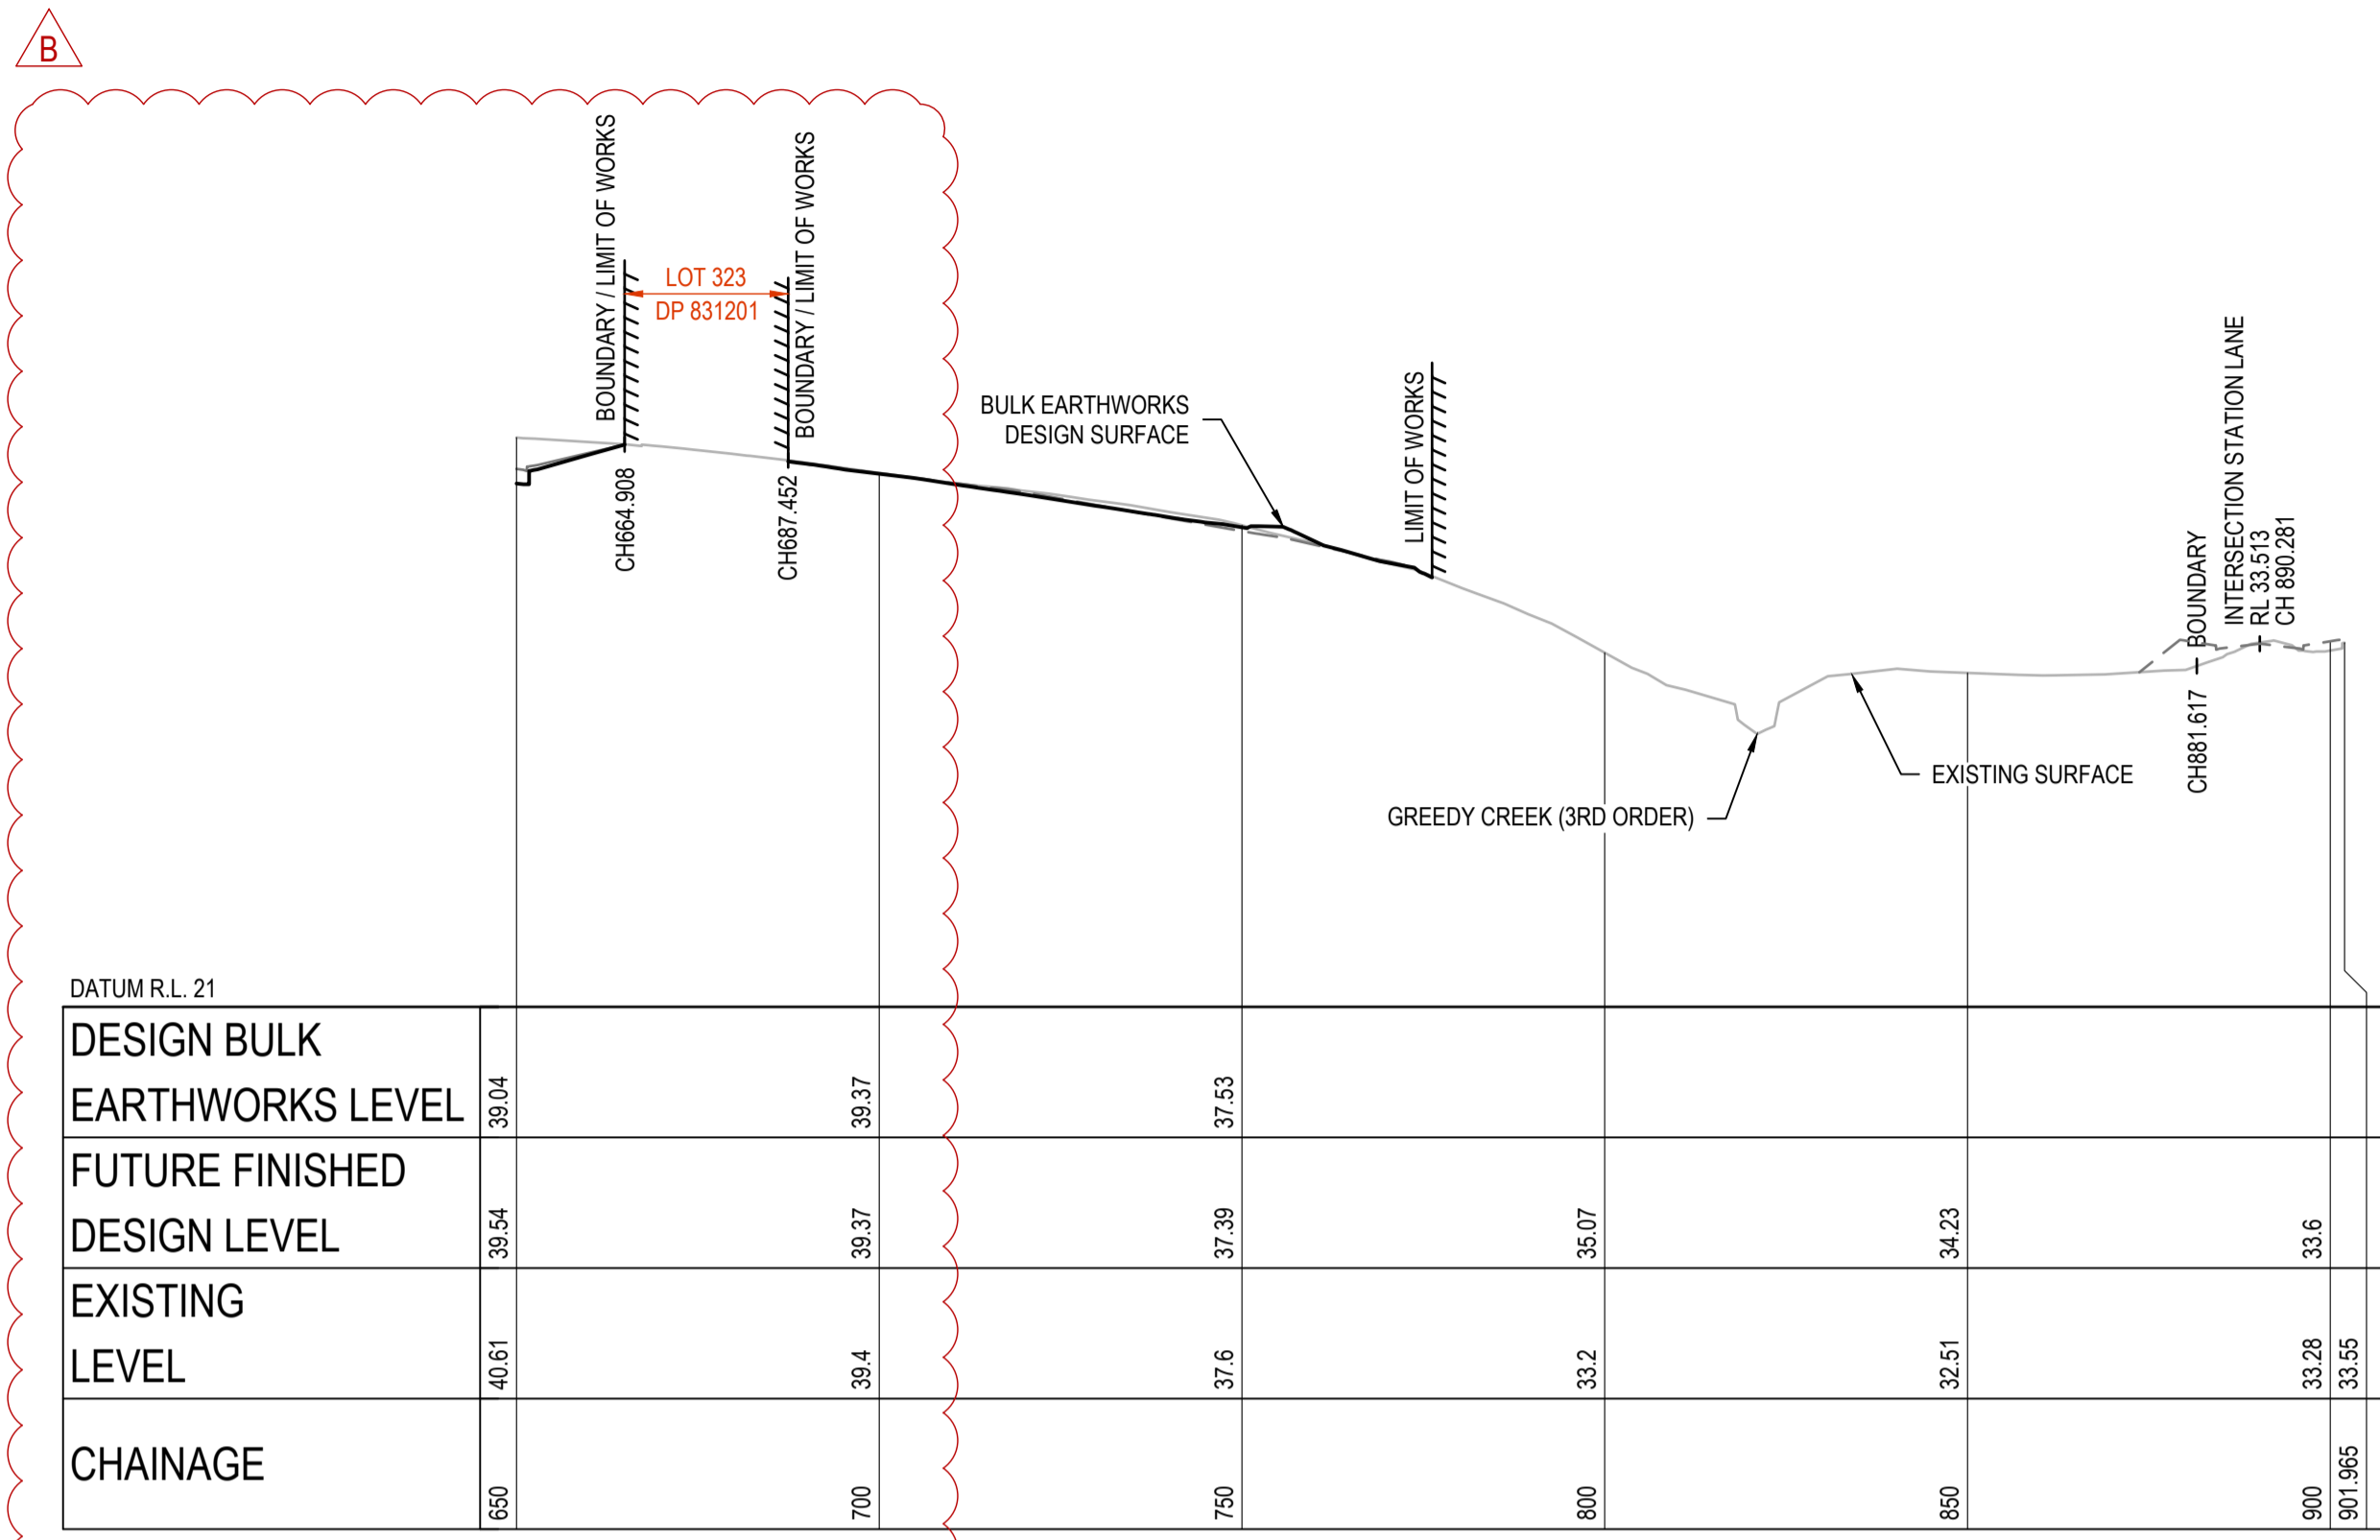 B
BOUNDARY / LIMIT OF WORKS
LOT 323
DP 831201
BOUNDARY / LIMIT OF WORKS
CH664.908
CH687.452
BULK EARTHWORKS
DESIGN SURFACE
LIMIT OF WORKS
BOUNDARY
CH881.617
INTERSECTION STATION LANE
RL 33.513
CH 890.281
EXISTING SURFACE
GREEDY CREEK (3RD ORDER)
DATUM R.L. 21
DESIGN BULK
EARTHWORKS LEVEL 39.04 39.37 37.53
FUTURE FINISHED
DESIGN LEVEL 39.54 39.37 37.39 35.07 34.23 33.6
EXISTING
LEVEL 40.61 39.4 37.6 33.2 32.51 33.28 33.55
CHAINAGE 650 700 750 800 850 900 901.965